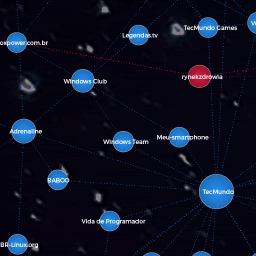 TecMundo Games
Legendas.tv
oxpower.com.br
rynekzdrowia
Windows Club
Adrenaline
Meu-smartphone
Windows Team
BABOO
TecMundo
Vida de Programador
BR-Linux.org